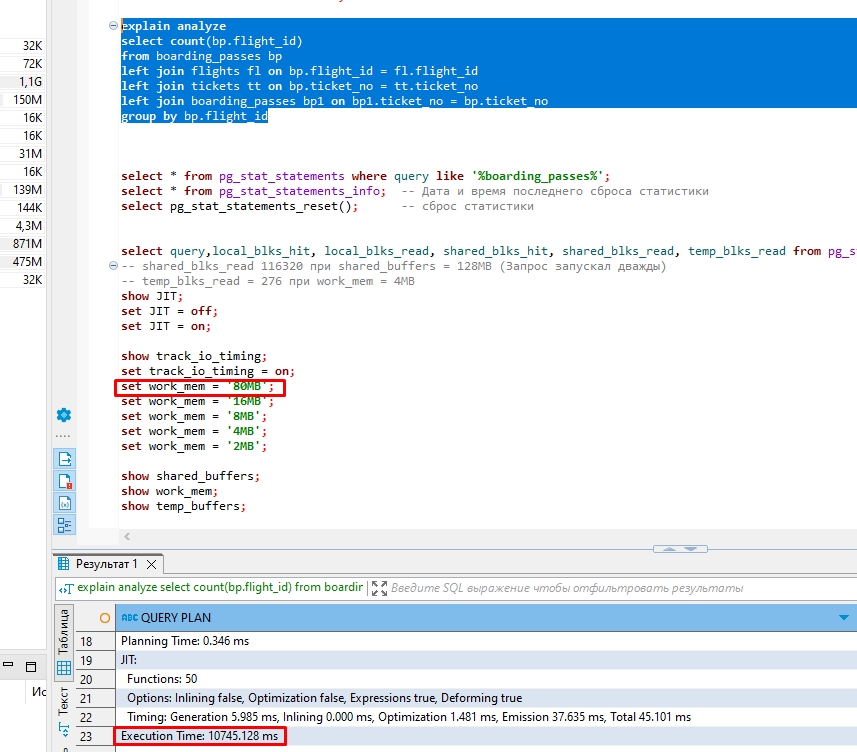 32K
72K
1,1G
150M
16K
16K
31M
16K
139M
144K
4,3M
871M
475M
32K
explain analyze
select count(bp.flight_id)
from boarding_passes bp
left join flights fl on bp.flight_id = fl.flight_id
left join tickets tt on bp.ticket_no = tt.ticket_no
left join boarding_passes bp1 on bp1.ticket_no = bp.ticket_no
group by bp.flight_id
select * from pg_stat_statements where query like '%boarding_passes%';
select * from pg_stat_statements_info;  -- Дата и время последнего сброса статистики
select pg_stat_statements_reset();      -- сброс статистики
select query,local_blks_hit, local_blks_read, shared_blks_hit, shared_blks_read, temp_blks_read from pg_s
-- shared_blks_read 116320 при shared_buffers = 128MB (Запрос запускал дважды)
-- temp_blks_read = 276 при work_mem = 4MB
show JIT;
set JIT = off;
set JIT = on;
show track_io_timing;
set track_io_timing = on;
set work_mem = '80MB';
set work_mem = '16MB';
set work_mem = '8MB';
set work_mem = '4MB';
set work_mem = '2MB';
show shared_buffers;
show work_mem;
show temp_buffers;
Результат 1
explain analyze select count(bp.flight_id) from boardin
Введите SQL выражение чтобы отфильтровать результаты
Таблица
Текст
Ис
ABC QUERY PLAN
18 Planning Time: 0.346 ms
19 JIT:
20 Functions: 50
21 Options: Inlining false, Optimization false, Expressions true, Deforming true
22 Timing: Generation 5.985 ms, Inlining 0.000 ms, Optimization 1.481 ms, Emission 37.635 ms, Total 45.101 ms
23 Execution Time: 10745.128 ms